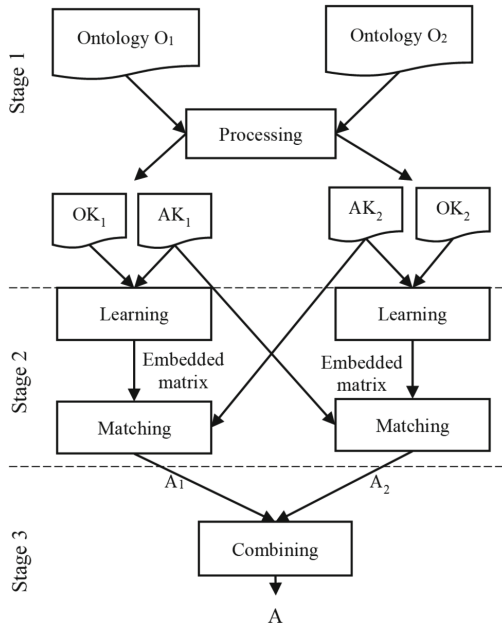 Stage 1
Ontology O₁
Ontology O₂
Processing
OK₁
AK₁
AK₂
OK₂
Stage 2
Learning
Learning
Embedded
matrix
Embedded
matrix
Matching
Matching
A₁
A₂
Stage 3
Combining
A